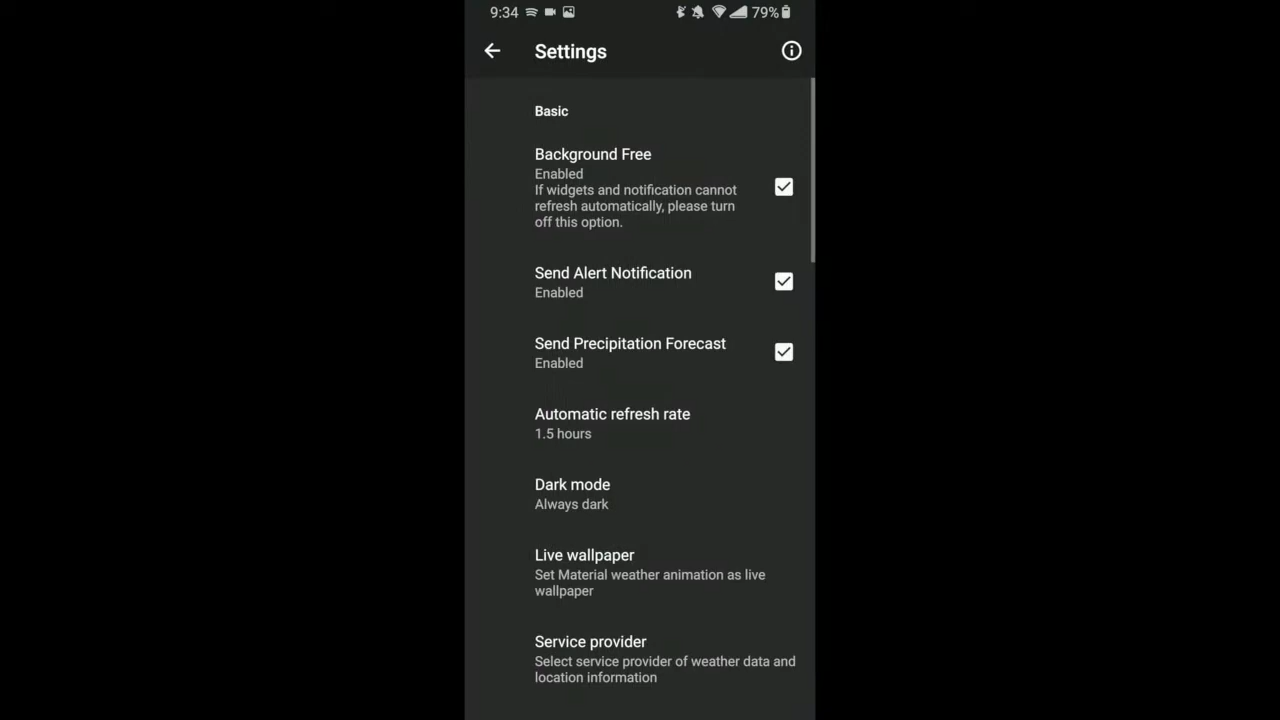 9:34 79%
Settings
Basic
Background Free
Enabled
If widgets and notification cannot
refresh automatically, please turn
off this option.
Send Alert Notification
Enabled
Send Precipitation Forecast
Enabled
Automatic refresh rate
1.5 hours
Dark mode
Always dark
Live wallpaper
Set Material weather animation as live
wallpaper
Service provider
Select service provider of weather data and
location information